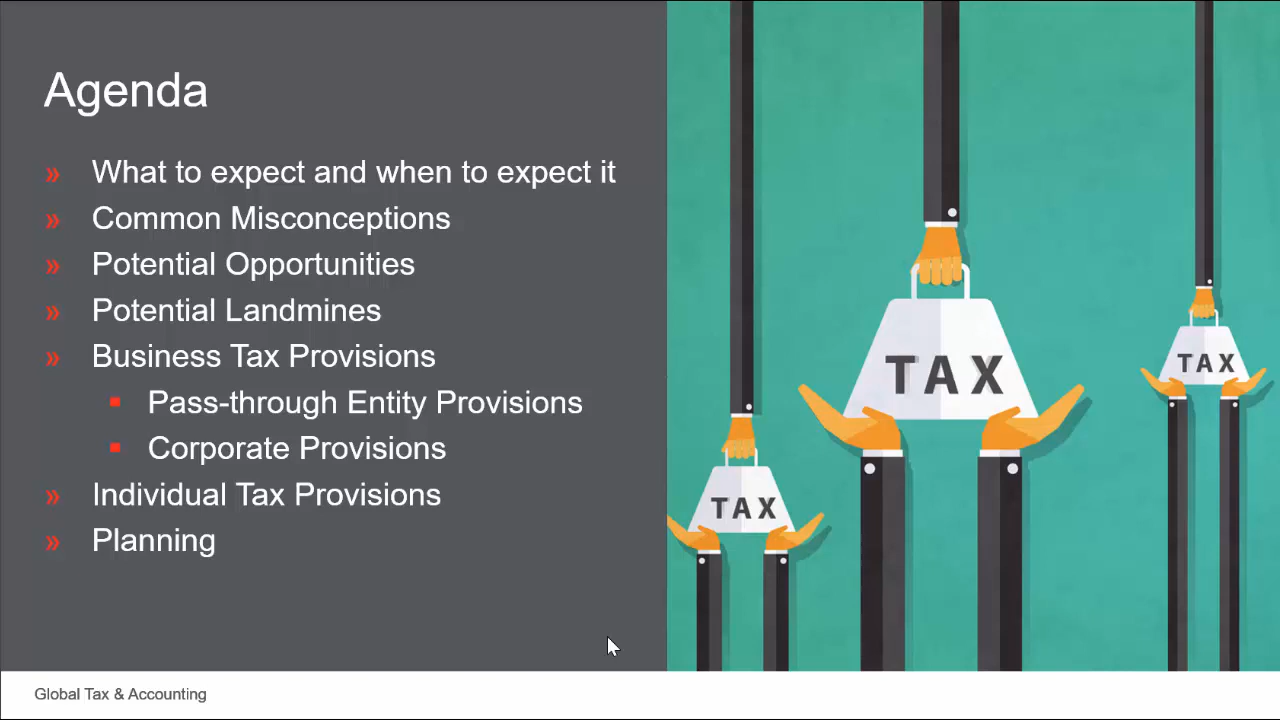 Agenda
» What to expect and when to expect it
» Common Misconceptions
» Potential Opportunities
» Potential Landmines
» Business Tax Provisions
▪ Pass-through Entity Provisions
▪ Corporate Provisions
» Individual Tax Provisions
» Planning
TAX
TAX
TAX
Global Tax & Accounting